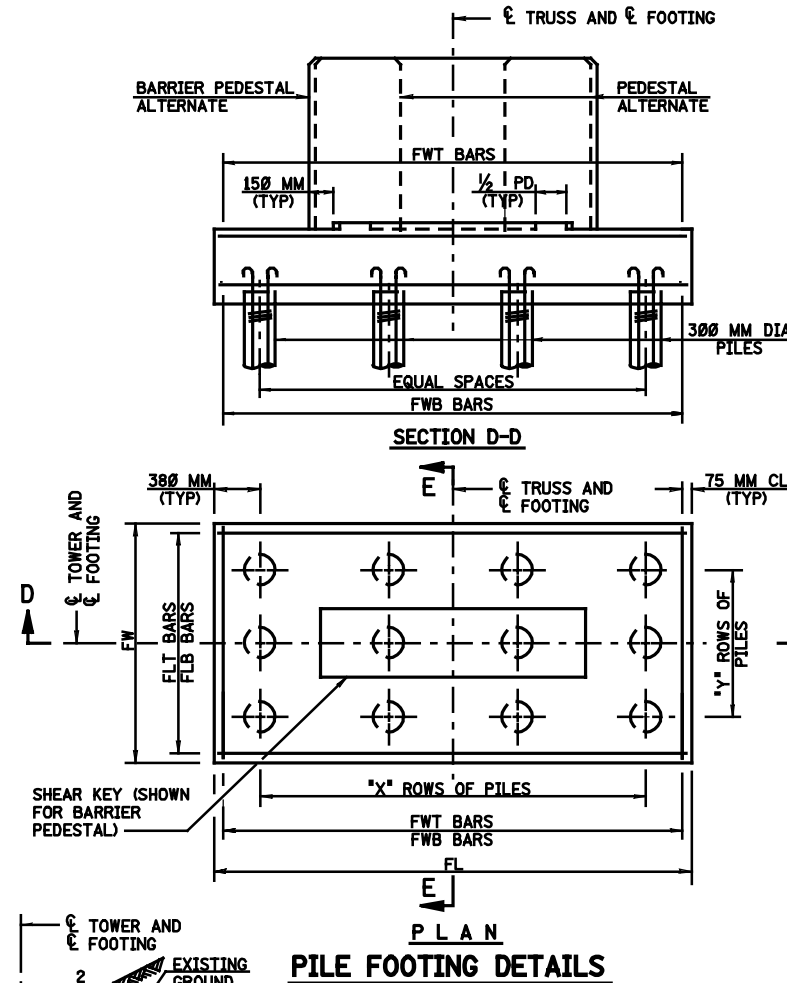 ℄ TRUSS AND ℄ FOOTING
BARRIER PEDESTAL
ALTERNATE
PEDESTAL
ALTERNATE
FWT BARS
150 MM
(TYP)
½ PD
(TYP)
300 MM DIA
PILES
EQUAL SPACES
FWB BARS
SECTION D-D
E
380 MM
(TYP)
℄ TRUSS AND
℄ FOOTING
75 MM CL
(TYP)
℄ TOWER AND
℄ FOOTING
D
FW
FLT BARS
FLB BARS
"Y" ROWS OF
PILES
SHEAR KEY (SHOWN
FOR BARRIER
PEDESTAL)
"X" ROWS OF PILES
FWT BARS
FWB BARS
FL
E
PLAN
PILE FOOTING DETAILS
℄ TOWER AND
℄ FOOTING
2
EXISTING
GROUND